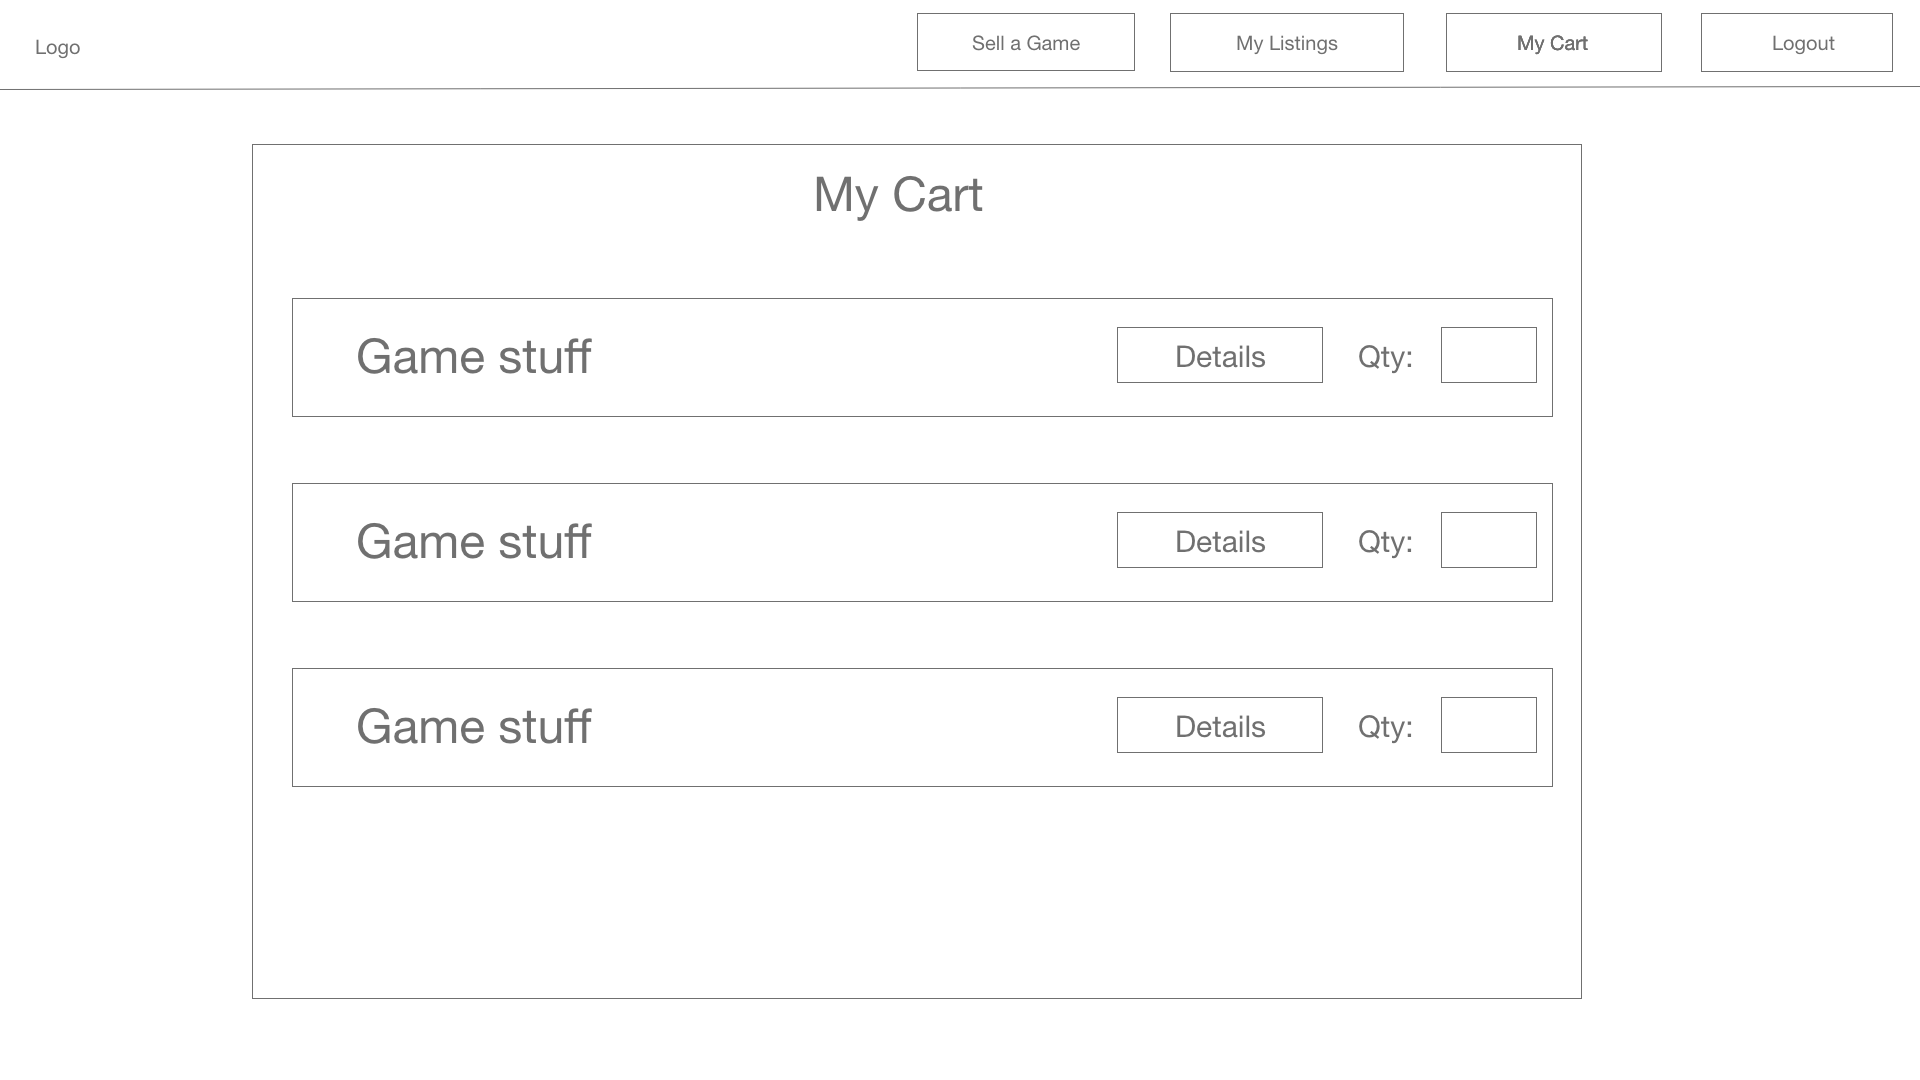 Logo
Sell a Game
My Listings
My Cart
Logout
My Cart
Game stuff
Details
Qty:
Game stuff
Details
Qty:
Game stuff
Details
Qty: